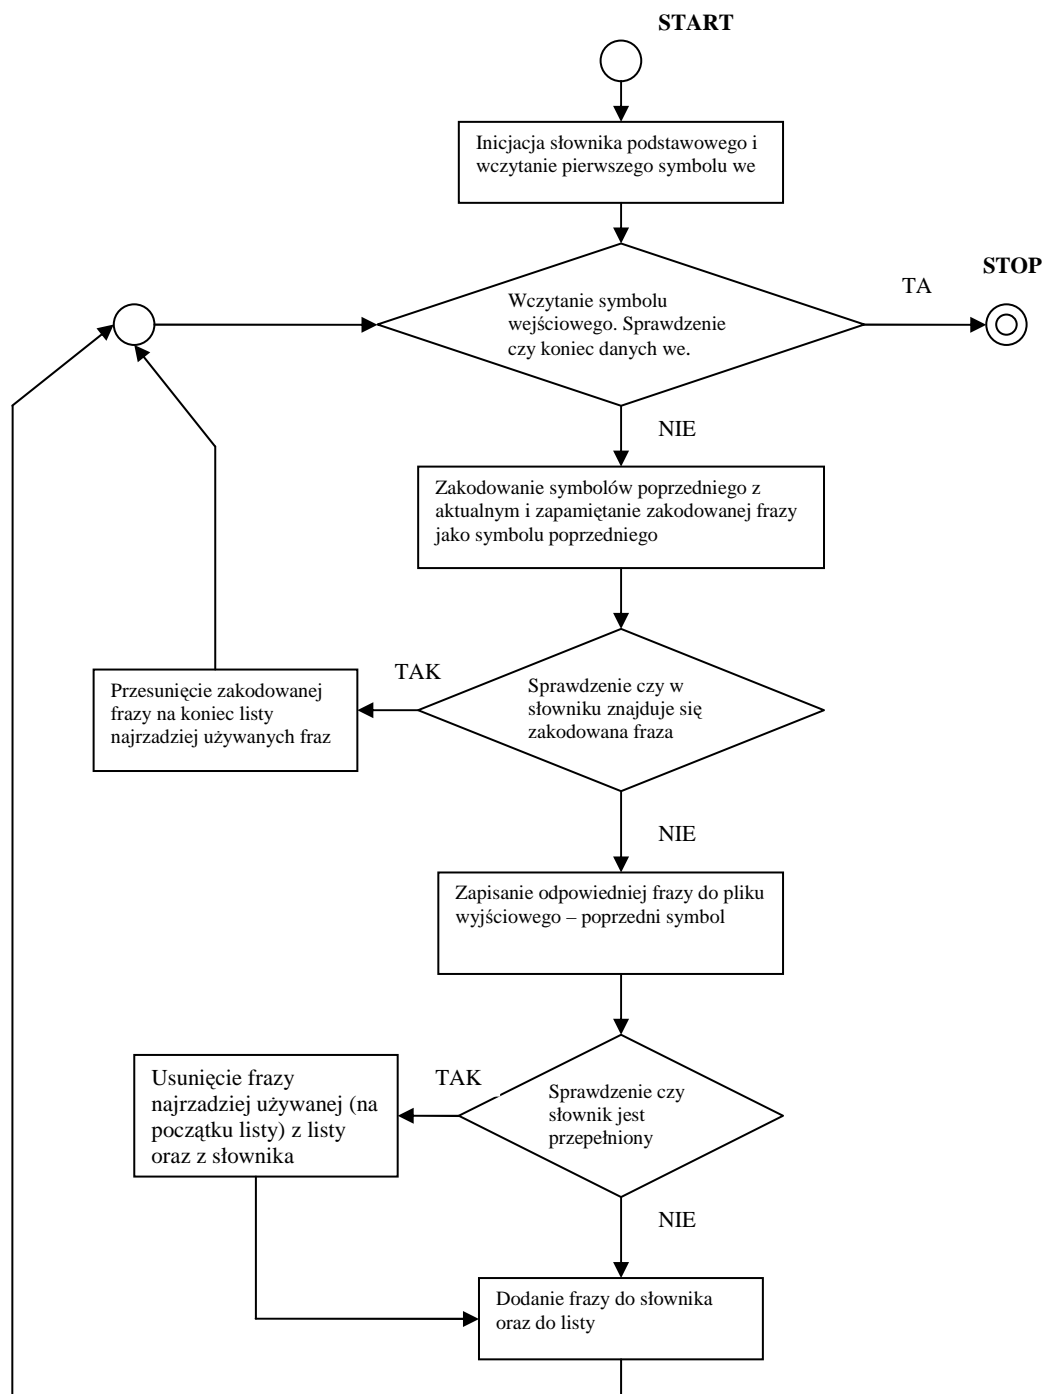 START
Inicjacja słownika podstawowego i
wczytanie pierwszego symbolu we
STOP
TA
Wczytanie symbolu
wejściowego. Sprawdzenie
czy koniec danych we.
NIE
Zakodowanie symbolów poprzedniego z
aktualnym i zapamiętanie zakodowanej frazy
jako symbolu poprzedniego
TAK
Sprawdzenie czy w
słowniku znajduje się
zakodowana fraza
Przesunięcie zakodowanej
frazy na koniec listy
najrzadziej używanych fraz
NIE
Zapisanie odpowiedniej frazy do pliku
wyjściowego – poprzedni symbol
TAK
Sprawdzenie czy
słownik jest
przepełniony
Usunięcie frazy
najrzadziej używanej (na
początku listy) z listy
oraz z słownika
NIE
Dodanie frazy do słownika
oraz do listy